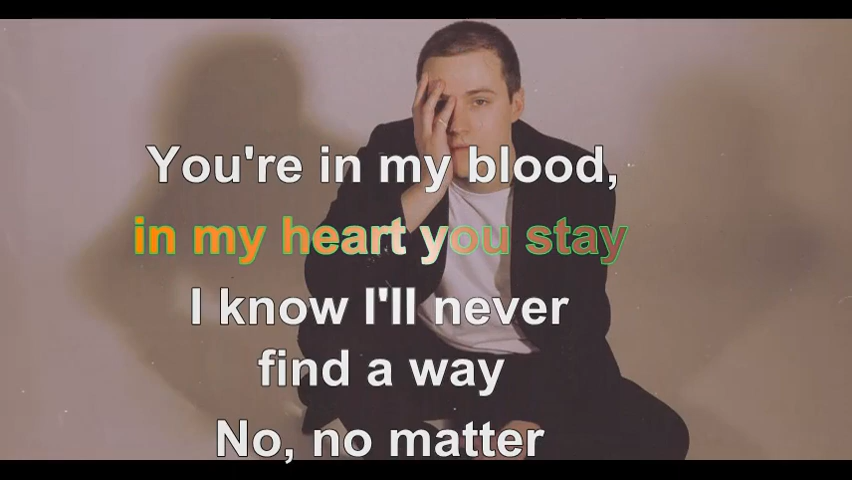 You're in my blood,
in my heart you stay
I know I'll never
find a way
No, no matter